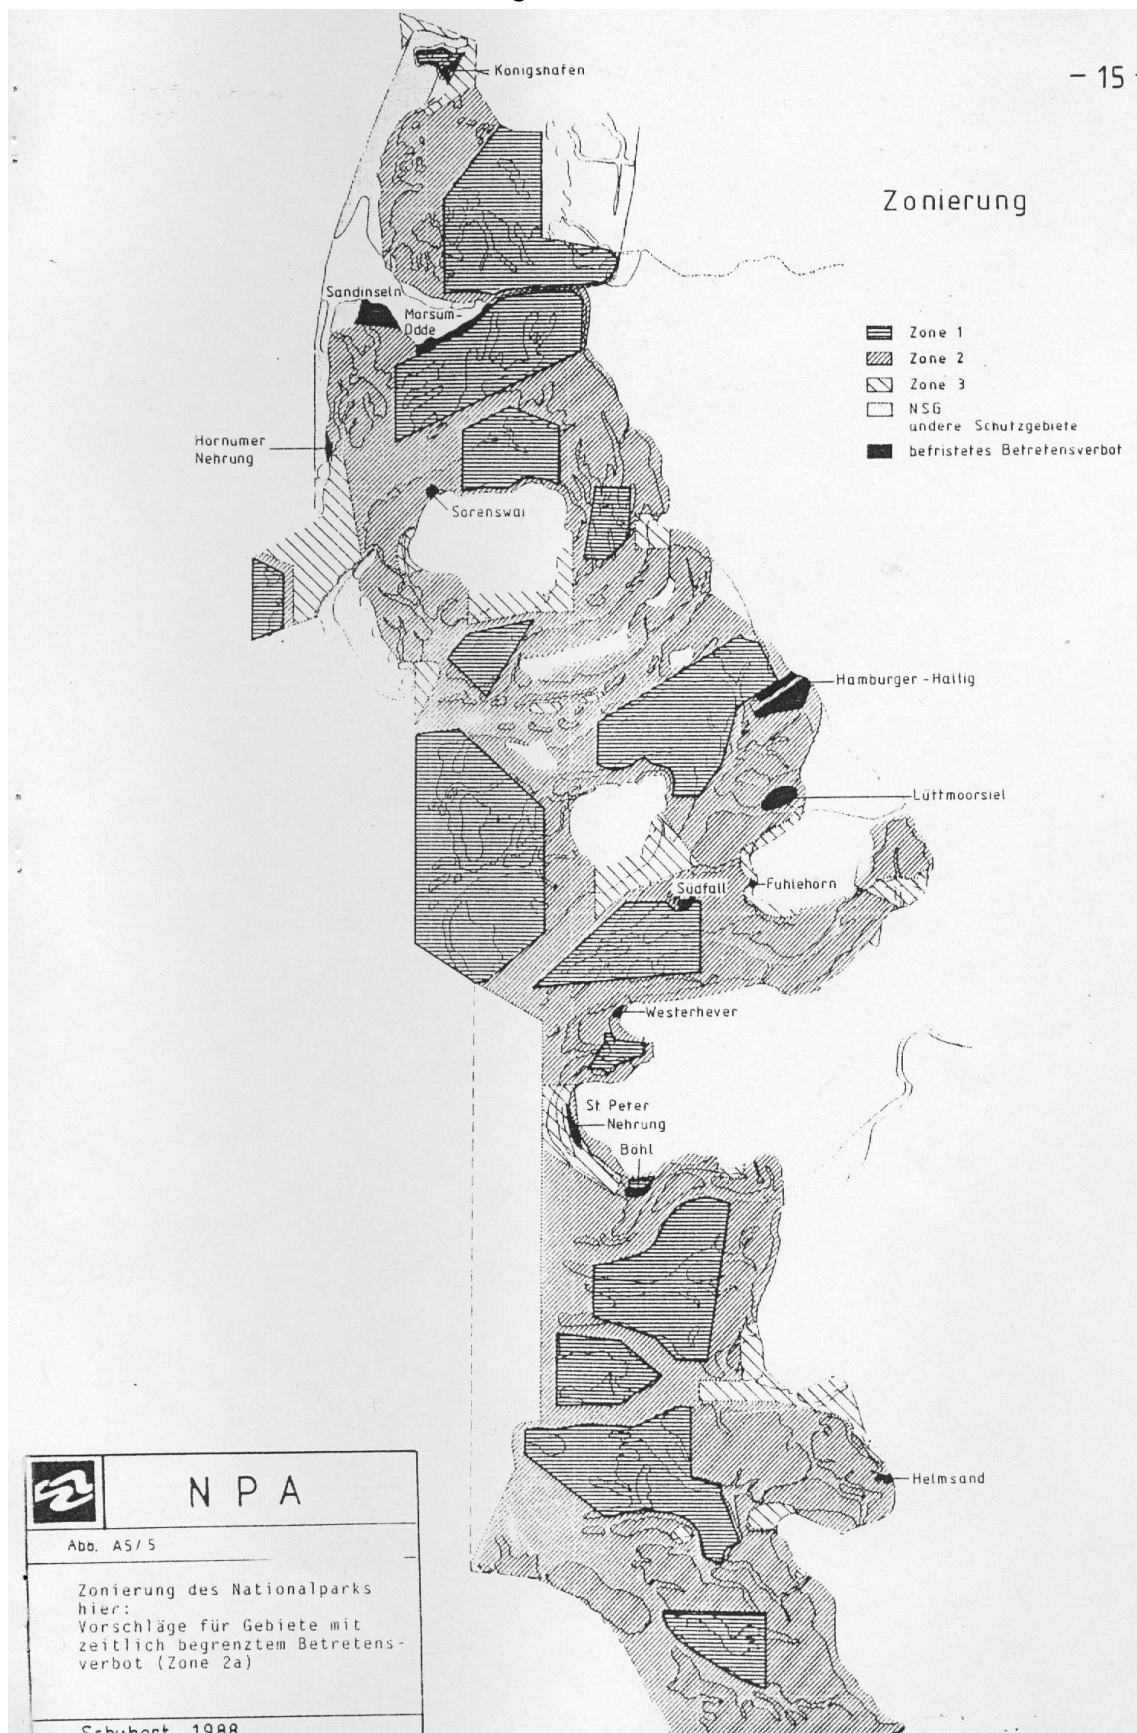 Königshafen
- 15 -
Zonierung
Sandinseln
Morsum-
Odde
Zone 1
Zone 2
Zone 3
NSG
andere Schutzgebiete
befristetes Betretensverbot
Hörnumer
Nehrung
Sörenswai
Hamburger - Hallig
Lüttmoorsiel
Fuhlehörn
Südfall
Westerhever
St. Peter
Nehrung
Böhl
Helmsand
NPA
Abb. A5/5
Zonierung des Nationalparks
hier:
Vorschläge für Gebiete mit
zeitlich begrenztem Betretens-
verbot (Zone 2a)
Schubert 1988